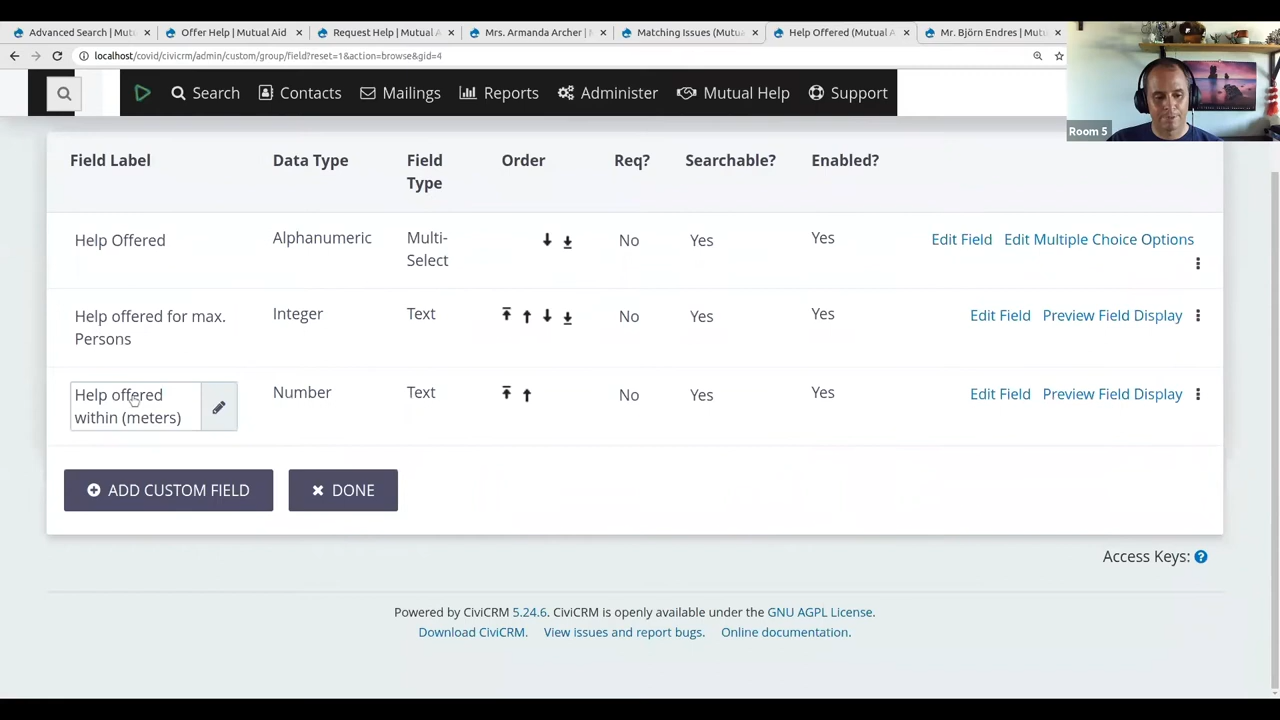 Advanced Search | Mutu
Offer Help | Mutual Aid
Request Help | Mutual A
Mrs. Armanda Archer | M
Matching Issues (Mutua
Help Offered (Mutual A
Mr. Björn Endres | Mutu
localhost/covid/civicrm/admin/custom/group/field?reset=1&action=browse&gid=4
Search
Contacts
Mailings
Reports
Administer
Mutual Help
Support
Room 5
Field Label
Data Type
Field
Type
Order
Req?
Searchable?
Enabled?
Help Offered
Alphanumeric
Multi-
Select
No
Yes
Yes
Edit Field
Edit Multiple Choice Options
Help offered for max.
Persons
Integer
Text
No
Yes
Yes
Edit Field
Preview Field Display
Help offered
within (meters)
Number
Text
No
Yes
Yes
Edit Field
Preview Field Display
ADD CUSTOM FIELD
DONE
Access Keys:
Powered by CiviCRM 5.24.6. CiviCRM is openly available under the GNU AGPL License.
Download CiviCRM. View issues and report bugs. Online documentation.